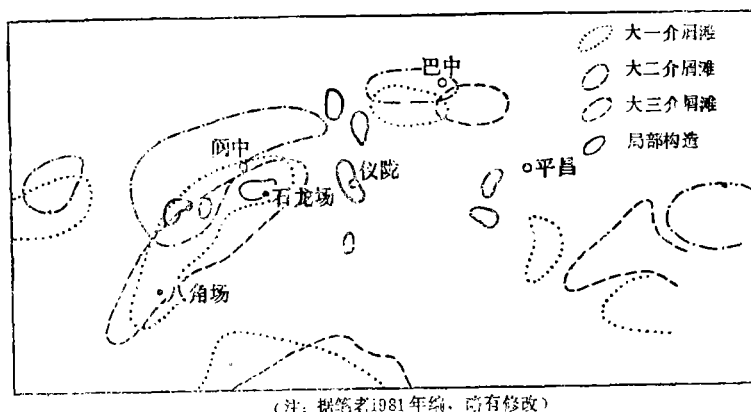 巴中
大一介屑滩
大二介屑滩
大三介屑滩
局部构造
阆中
仪陇
平昌
石龙场
八角场
(注:据笔者1981年编,略有修改)